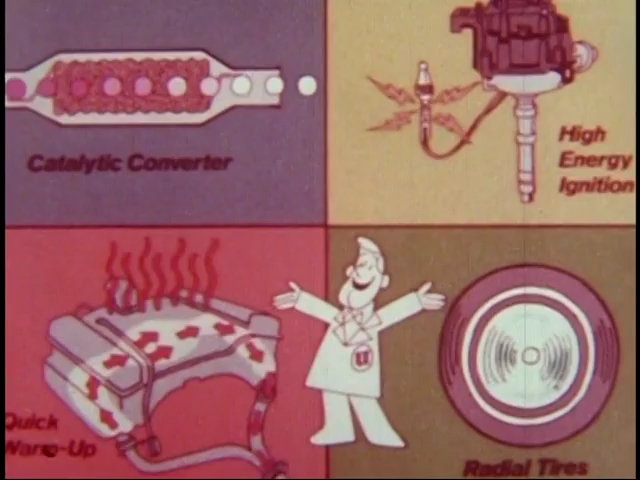 Catalytic Converter
High
Energy
Ignition
Quick
Warm-Up
Radial Tires